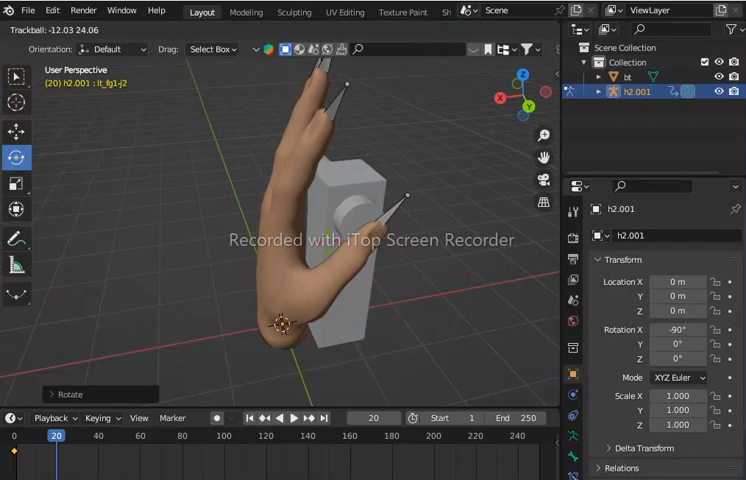 File Edit Render Window Help Layout Modeling Sculpting UV Editing Texture Paint Scene ViewLayer
Trackball: -12.03 24.06
Orientation: Default Drag: Select Box
User Perspective
(20) h2.001 : lt_fg1-j2
Z
X
Y
Recorded with iTop Screen Recorder
Rotate
Playback Keying View Marker 20 Start 1 End 250
0 20 40 60 80 100 120 140 160 180 200 220 240
Scene Collection
Collection
bt
h2.001
h2.001
h2.001
Transform
Location X 0 m
Y 0 m
Z 0 m
Rotation X -90°
Y 0°
Z 0°
Mode XYZ Euler
Scale X 1.000
Y 1.000
Z 1.000
Delta Transform
Relations